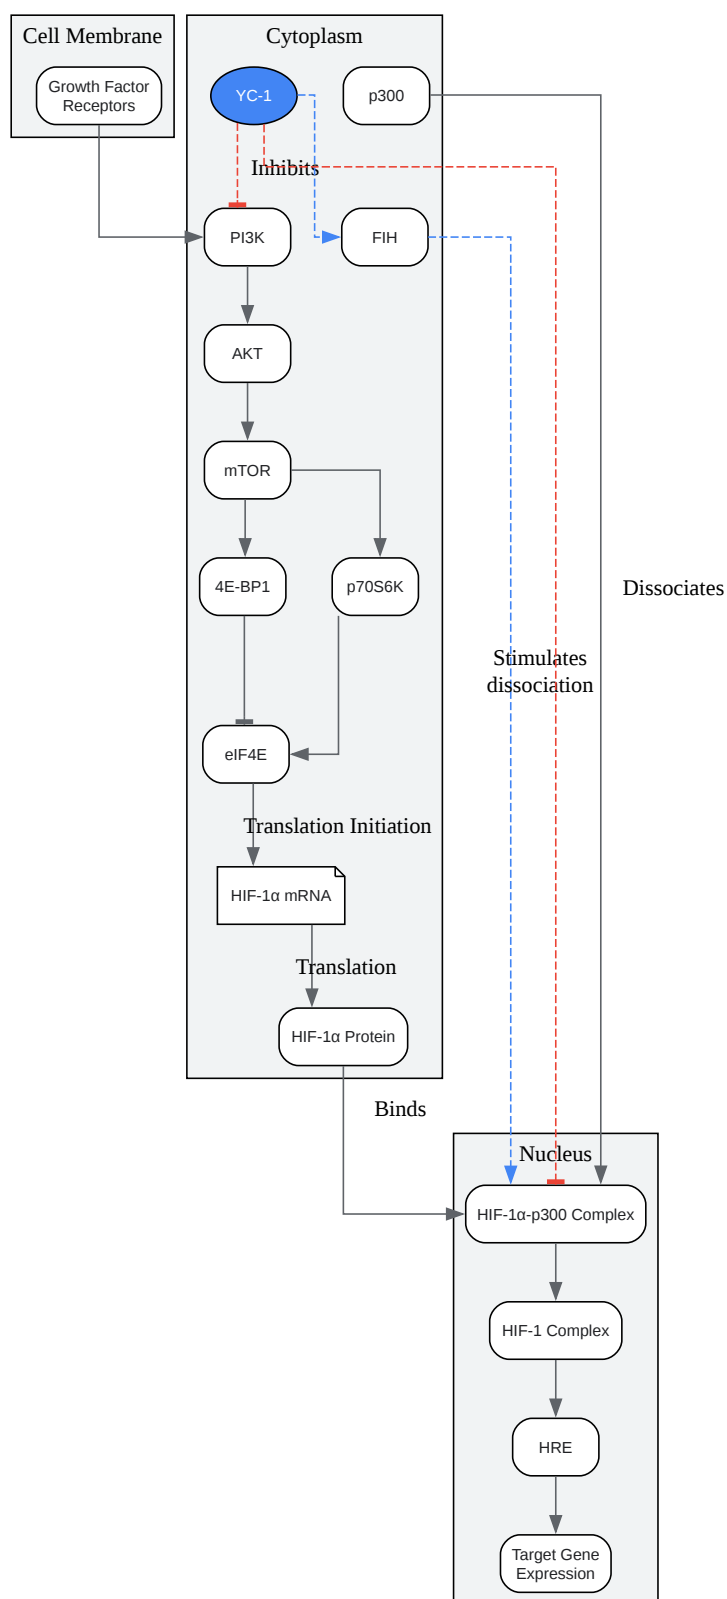 Cell Membrane
Cytoplasm
Growth Factor
Receptors
YC-1
p300
Inhibits
PI3K
FIH
AKT
mTOR
4E-BP1
p70S6K
Dissociates
Stimulates
dissociation
eIF4E
Translation Initiation
HIF-1α mRNA
Translation
HIF-1α Protein
Binds
Nucleus
HIF-1α-p300 Complex
HIF-1 Complex
HRE
Target Gene
Expression